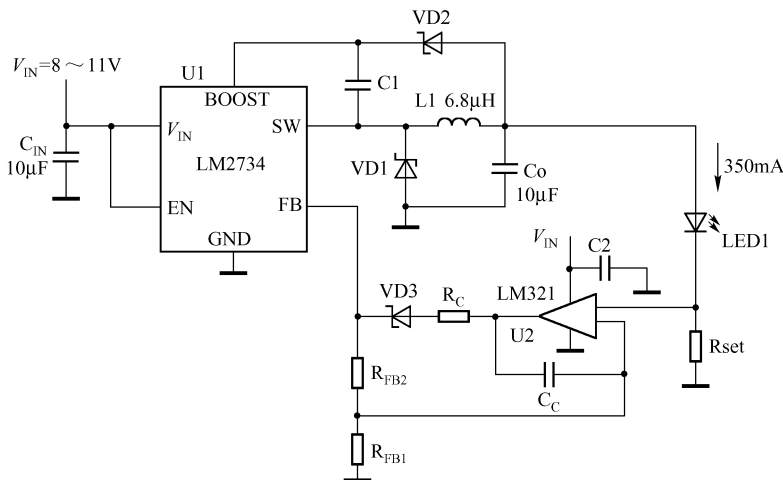 VD2
V_IN=8～11V
U1
C1
BOOST
L1 6.8μH
V_IN
SW
C_IN
10μF
LM2734
VD1
Co
10μF
350mA
EN
FB
LED1
GND
V_IN
C2
VD3
R_C
LM321
U2
Rset
R_FB2
C_C
R_FB1